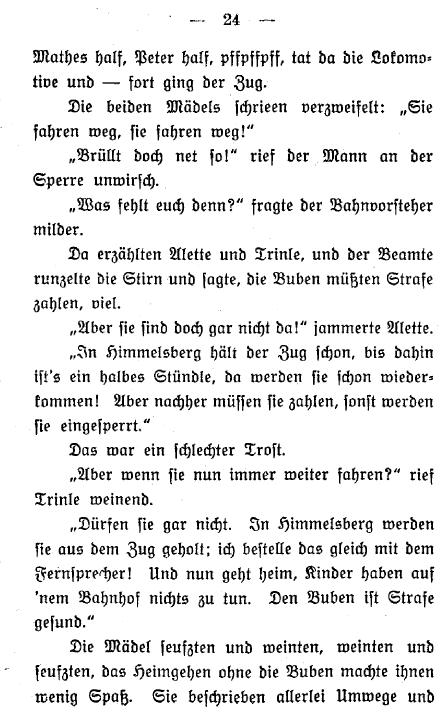 — 24 —
Mathes half, Peter half, pffpffpff, tat da die Lokomo-
tive und — fort ging der Zug.
Die beiden Mädels schrieen verzweifelt: „Sie
fahren weg, sie fahren weg!“
„Brüllt doch net so!“ rief der Mann an der
Sperre unwirsch.
„Was fehlt euch denn?“ fragte der Bahnvorsteher
milder.
Da erzählten Alette und Trinle, und der Beamte
runzelte die Stirn und sagte, die Buben müßten Strafe
zahlen, viel.
„Aber sie sind doch gar nicht da!“ jammerte Alette.
„In Himmelsberg hält der Zug schon, bis dahin
ist's ein halbes Stündle, da werden sie schon wieder-
kommen! Aber nachher müssen sie zahlen, sonst werden
sie eingesperrt.“
Das war ein schlechter Trost.
„Aber wenn sie nun immer weiter fahren?“ rief
Trinle weinend.
„Dürfen sie gar nicht. In Himmelsberg werden
sie aus dem Zug geholt; ich bestelle das gleich mit dem
Fernsprecher! Und nun geht heim, Kinder haben auf
'nem Bahnhof nichts zu tun. Den Buben ist Strafe
gesund.“
Die Mädel seufzten und weinten, weinten und
seufzten, das Heimgehen ohne die Buben machte ihnen
wenig Spaß. Sie beschrieben allerlei Umwege und